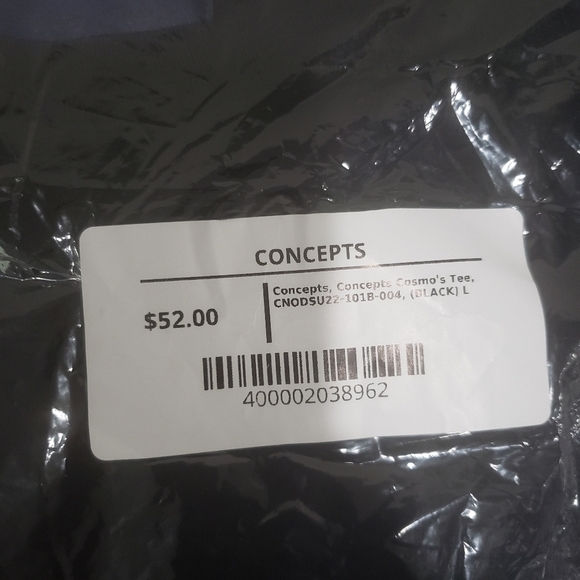 CONCEPTS
$52.00
Concepts, Concepts Cosmo's Tee,
CNODSU22-101B-004, (BLACK) L
400002038962